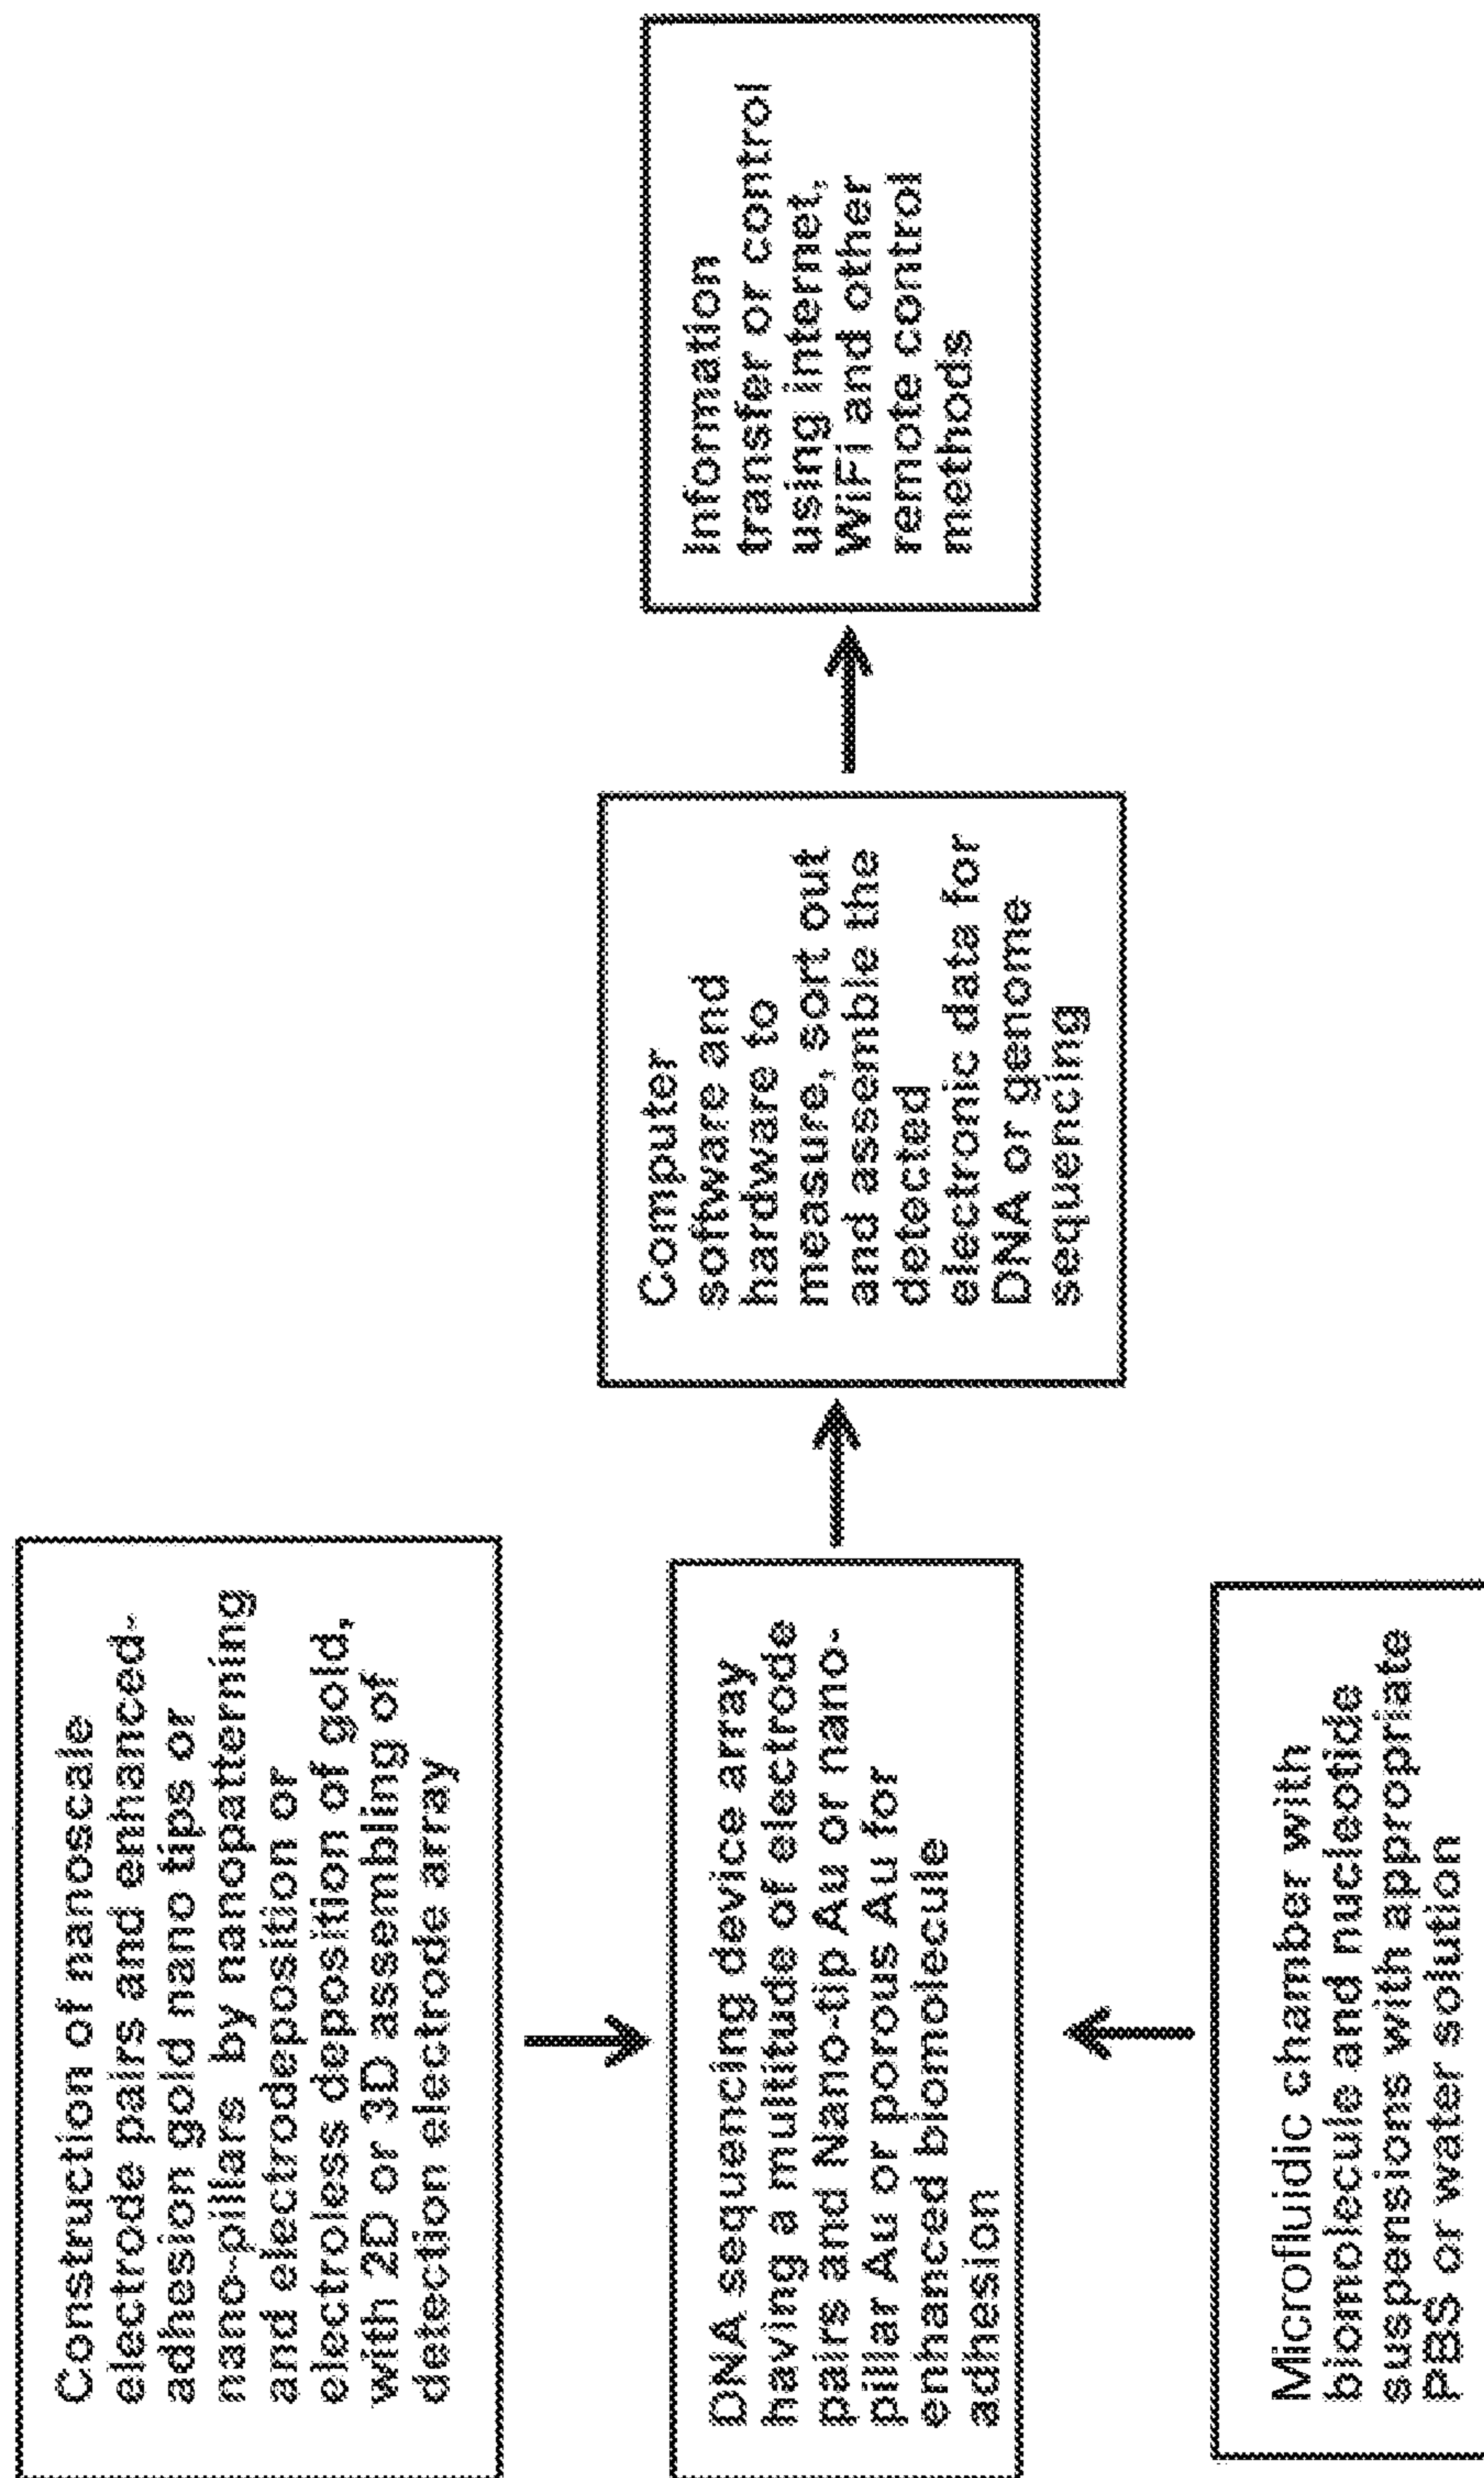 Construction of nanoscale
electrode pairs and enhanced-
adhesion gold nano tips or
nano-pillars by nanopatterning
and electrodeposition or
electroless deposition of gold,
with 2D or 3D assembling of
detection electrode array
DNA sequencing device array
having a multitude of electrode
pairs and Nano-tip Au or nano-
pillar Au or porous Au for
enhanced biomolecule
adhesion
Microfluidic chamber with
biomolecule and nucleotide
suspensions with appropriate
PBS or water solution
Computer
software and
hardware to
measure, sort out
and assemble the
detected
electronic data for
DNA or genome
sequencing
Information
transfer or control
using internet,
WiFi and other
remote control
methods